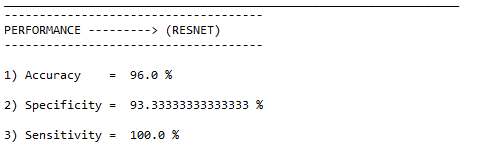 -------------------------------------
PERFORMANCE ---------> (RESNET)
-------------------------------------
1) Accuracy    =  96.0 %
2) Specificity =  93.33333333333333 %
3) Sensitivity =  100.0 %